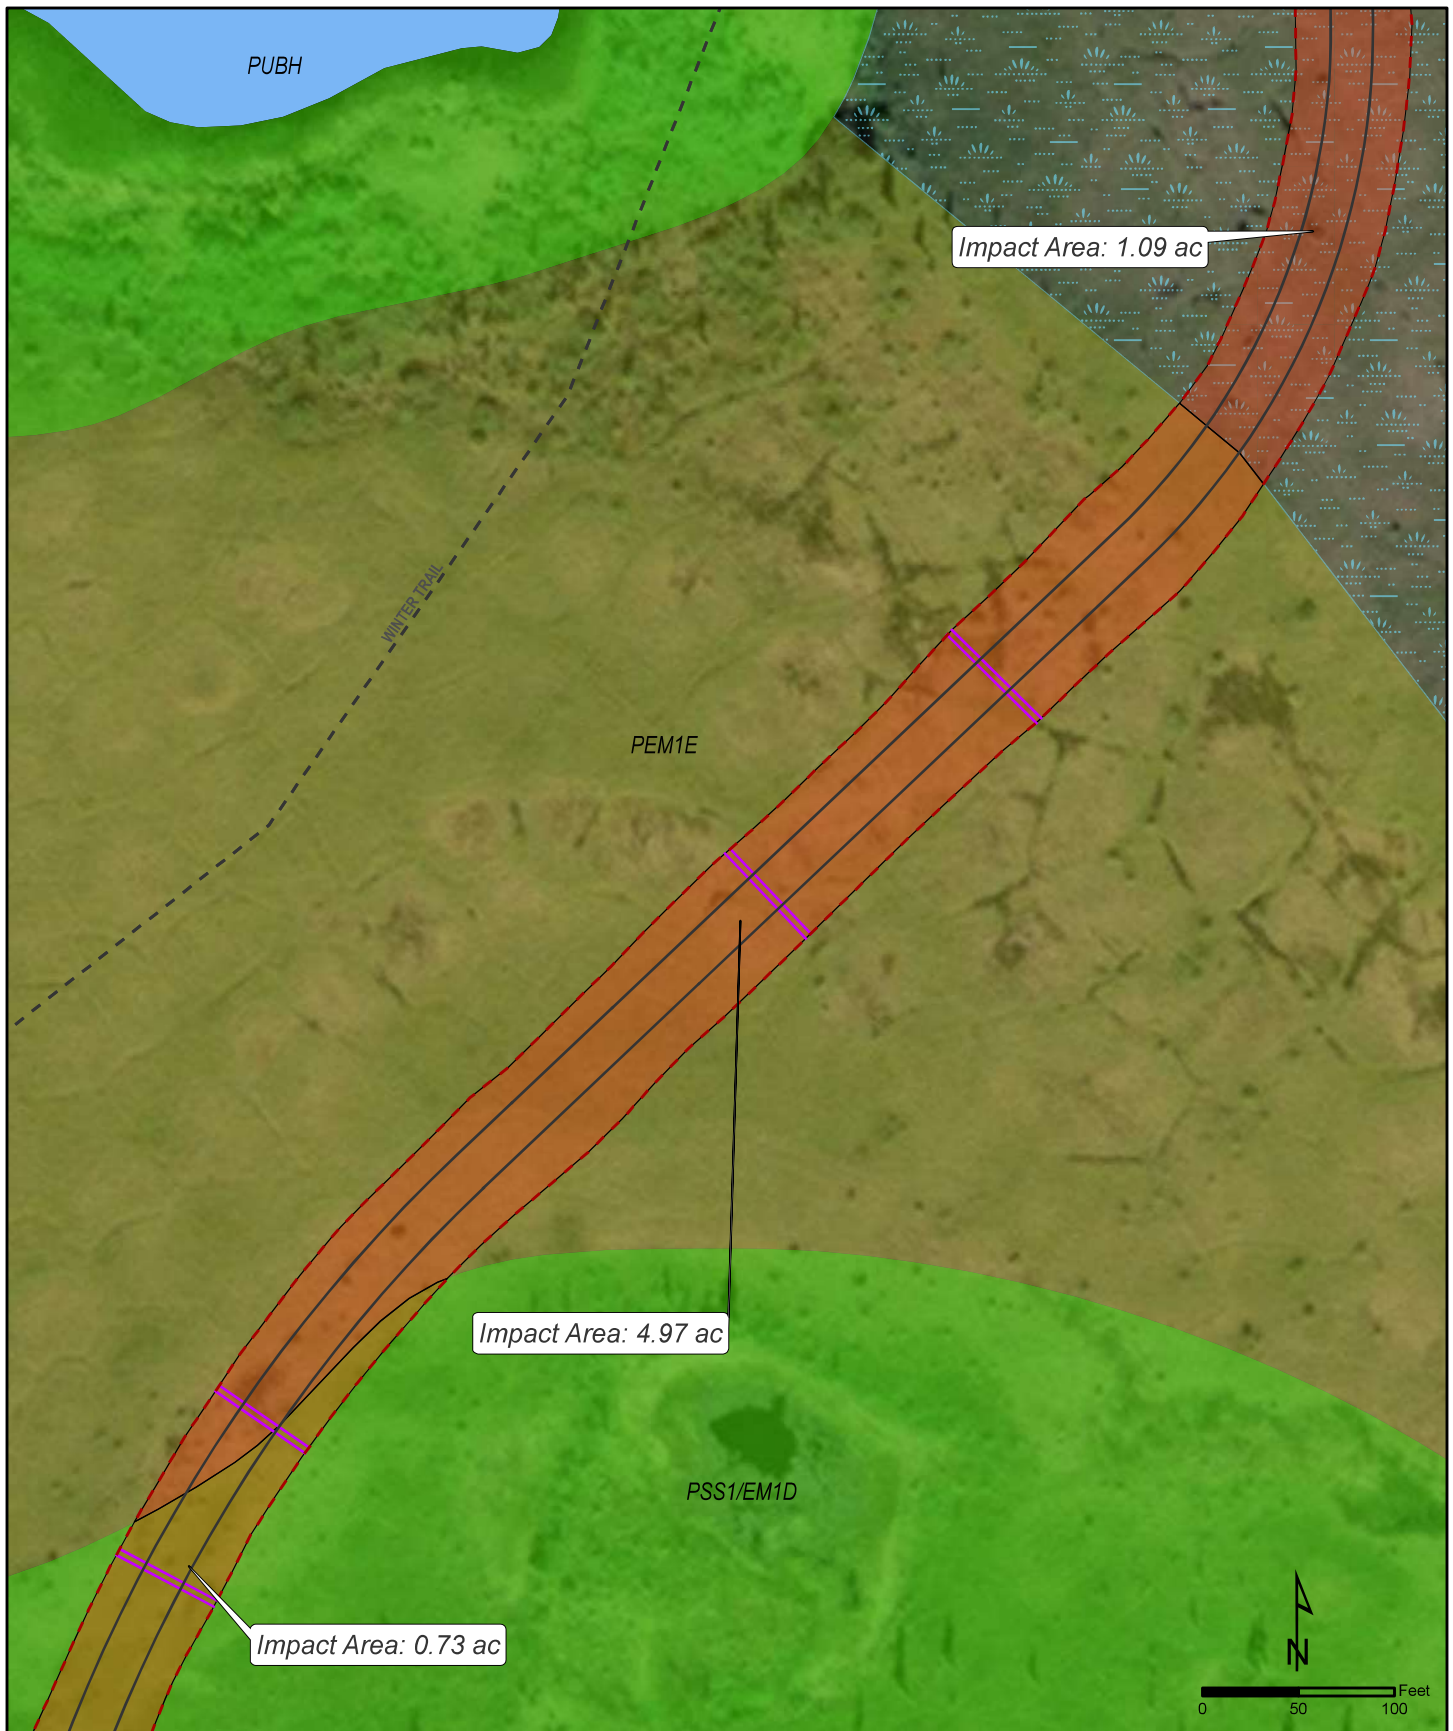 PUBH
Impact Area: 1.09 ac
WINTER TRAIL
PEM1E
Impact Area: 4.97 ac
PSS1/EM1D
Impact Area: 0.73 ac
N
Feet
0 50 100